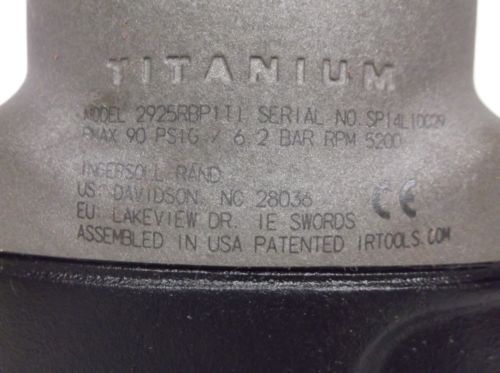 TITANIUM
MODEL 2925RBP1TI SERIAL NO. SP14L10C29
PMAX 90 PSIG / 6.2 BAR RPM 5200
INGERSOLL RAND
US: DAVIDSON, NC 28036
EU: LAKEVIEW DR. IE SWORDS CE
ASSEMBLED IN USA PATENTED IRTOOLS.COM